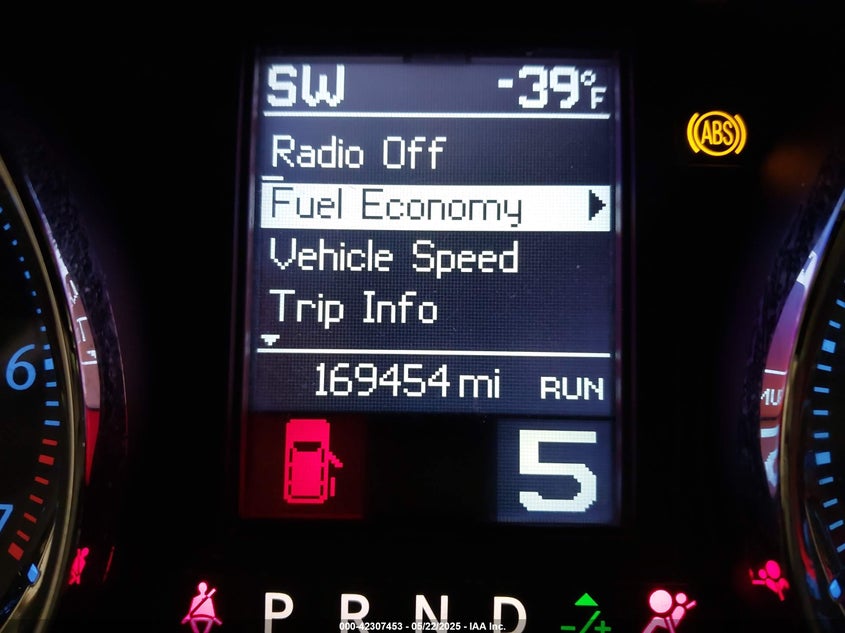 SW -39°F
ABS
Radio Off
Fuel Economy
Vehicle Speed
Trip Info
6
169454 mi RUN
5
7
P R N D
-/+
000-42307453 - 05/22/2025 - IAA Inc.